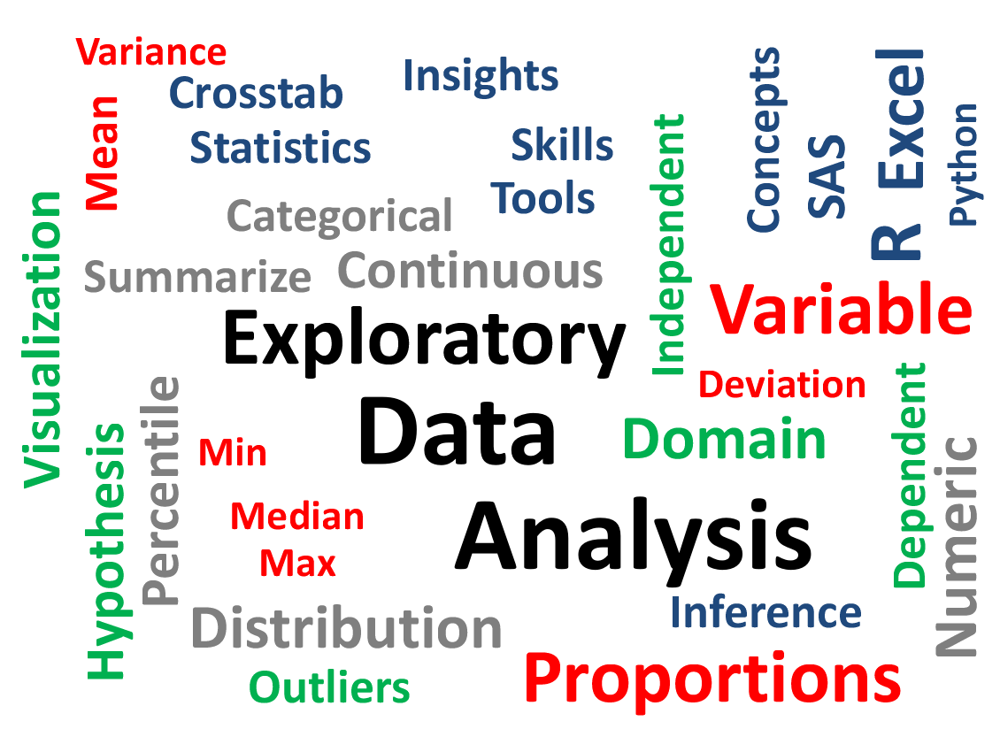 Variance
Crosstab
Insights
Mean
Statistics
Skills
Concepts
SAS
R Excel
Python
Tools
Independent
Categorical
Visualization
Summarize
Continuous
Variable
Exploratory
Deviation
Data
Domain
Dependent
Numeric
Percentile
Hypothesis
Min
Median
Max
Analysis
Inference
Distribution
Proportions
Outliers